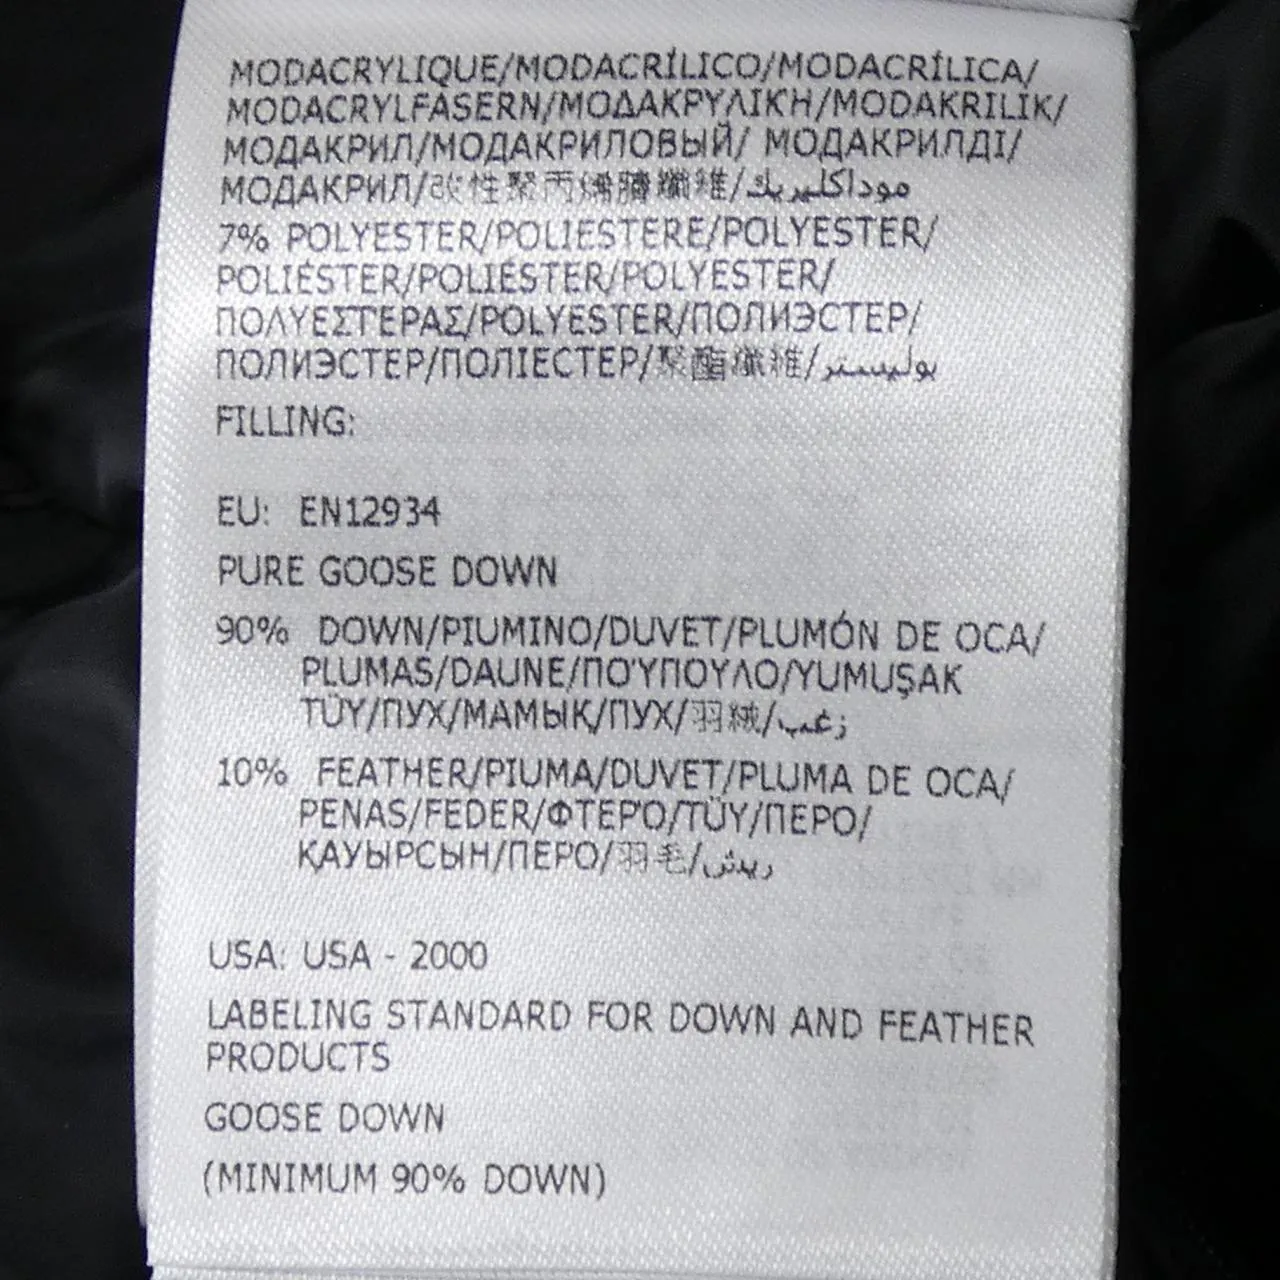 MODACRYLIQUE/MODACRÍLICO/MODACRÍLICA/
MODACRYLFASERN/ΜΟΔΑΚΡΥΛΙΚΗ/MODAKRILIK/
МОДАКРИЛ/МОДАКРИЛОВЫЙ/ МОДАКРИЛДІ/
МОДАКРИЛ/改性聚丙烯腈纖維/موداكليريك
7% POLYESTER/POLIESTERE/POLYESTER/
POLIÉSTER/POLIÉSTER/POLYESTER/
ΠΟΛΥΕΣΤΕΡΑΣ/POLYESTER/ПОЛИЭСТЕР/
ПОЛИЭСТЕР/ПОЛІЕСТЕР/聚酯纖維/بوليستر
FILLING:
EU: EN12934
PURE GOOSE DOWN
90% DOWN/PIUMINO/DUVET/PLUMÓN DE OCA/
PLUMAS/DAUNE/ΠΟΎΠΟΥΛΟ/YUMUŞAK
TÜY/ПУХ/МАМЫҚ/ПУХ/羽絨/زغب
10% FEATHER/PIUMA/DUVET/PLUMA DE OCA/
PENAS/FEDER/ΦΤΕΡΌ/TÜY/ПЕРО/
ҚАУЫРСЫН/ПЕРО/羽毛/ريش
USA: USA - 2000
LABELING STANDARD FOR DOWN AND FEATHER
PRODUCTS
GOOSE DOWN
(MINIMUM 90% DOWN)